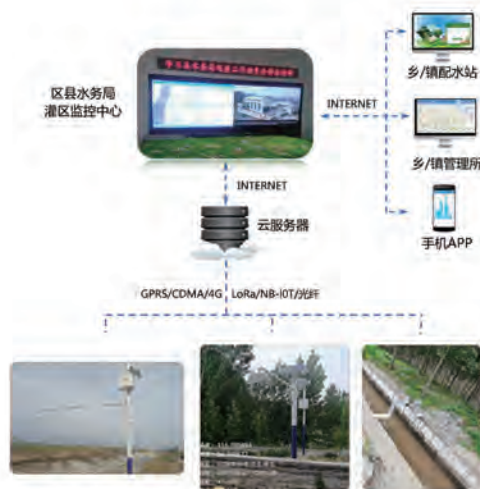 区县水务局
灌区监控中心
INTERNET
乡/镇配水站
乡/镇管理所
手机APP
INTERNET
云服务器
GPRS/CDMA/4G
LoRa/NB-i0T/光纤